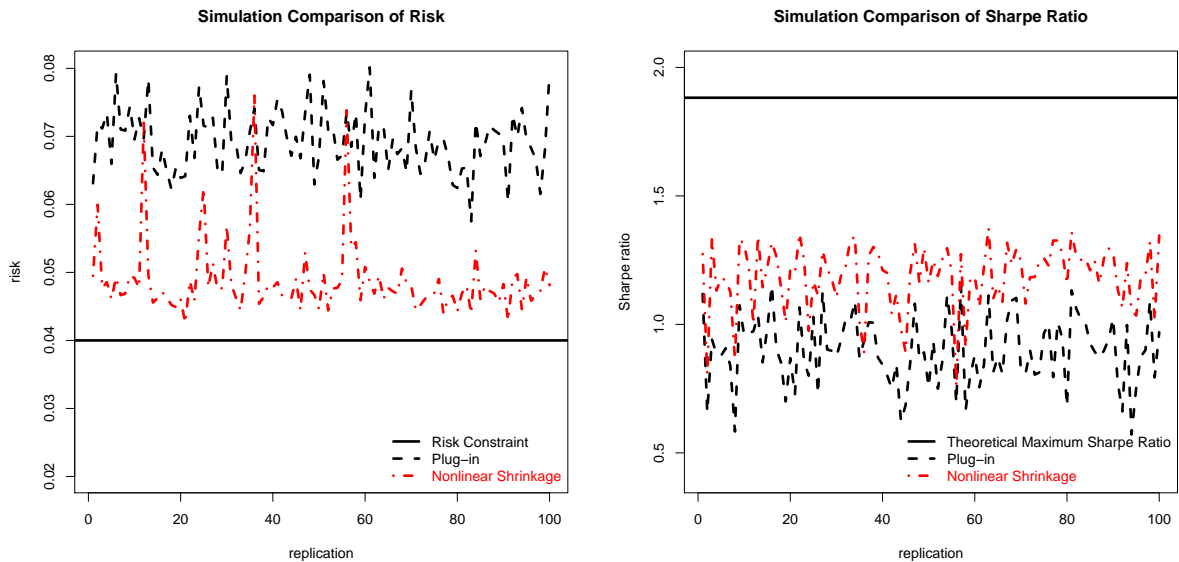 Simulation Comparison of Risk
risk
0.02
0.03
0.04
0.05
0.06
0.07
0.08
0
20
40
60
80
100
replication
Risk Constraint
Plug−in
Nonlinear Shrinkage
Simulation Comparison of Sharpe Ratio
Sharpe ratio
0.5
1.0
1.5
2.0
0
20
40
60
80
100
replication
Theoretical Maximum Sharpe Ratio
Plug−in
Nonlinear Shrinkage